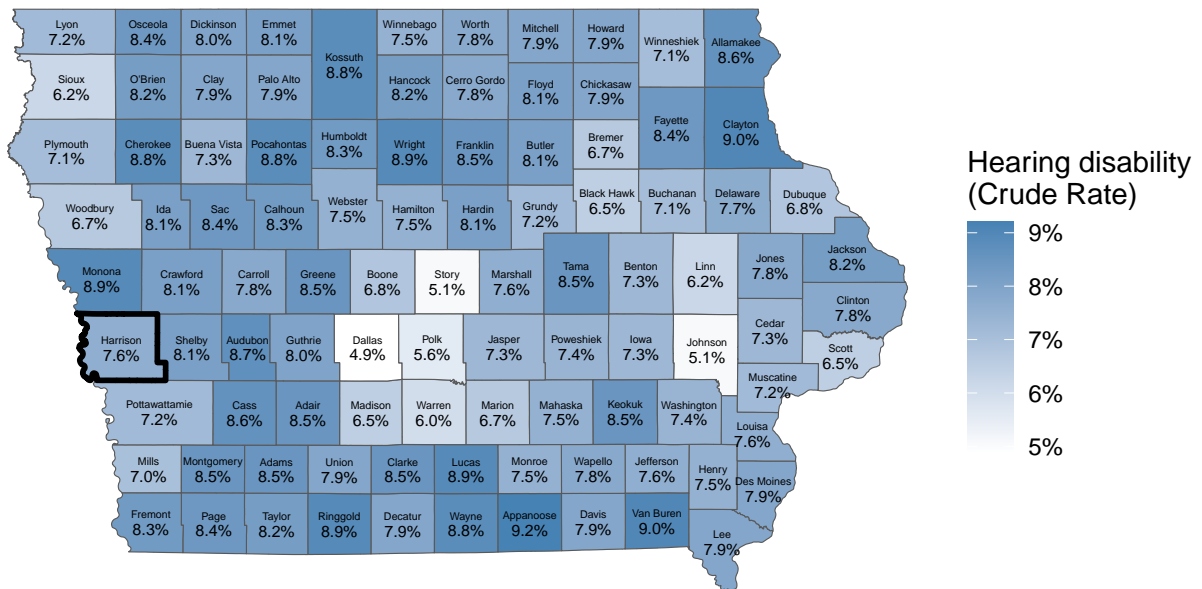 Lyon
7.2%
Osceola
8.4%
Dickinson
8.0%
Emmet
8.1%
Kossuth
8.8%
Winnebago
7.5%
Worth
7.8%
Mitchell
7.9%
Howard
7.9%
Winneshiek
7.1%
Allamakee
8.6%
Sioux
6.2%
O'Brien
8.2%
Clay
7.9%
Palo Alto
7.9%
Hancock
8.2%
Cerro Gordo
7.8%
Floyd
8.1%
Chickasaw
7.9%
Fayette
8.4%
Clayton
9.0%
Plymouth
7.1%
Cherokee
8.8%
Buena Vista
7.3%
Pocahontas
8.8%
Humboldt
8.3%
Wright
8.9%
Franklin
8.5%
Butler
8.1%
Bremer
6.7%
Woodbury
6.7%
Ida
8.1%
Sac
8.4%
Calhoun
8.3%
Webster
7.5%
Hamilton
7.5%
Hardin
8.1%
Grundy
7.2%
Black Hawk
6.5%
Buchanan
7.1%
Delaware
7.7%
Dubuque
6.8%
Monona
8.9%
Crawford
8.1%
Carroll
7.8%
Greene
8.5%
Boone
6.8%
Story
5.1%
Marshall
7.6%
Tama
8.5%
Benton
7.3%
Linn
6.2%
Jones
7.8%
Jackson
8.2%
Clinton
7.8%
Harrison
7.6%
Shelby
8.1%
Audubon
8.7%
Guthrie
8.0%
Dallas
4.9%
Polk
5.6%
Jasper
7.3%
Poweshiek
7.4%
Iowa
7.3%
Johnson
5.1%
Cedar
7.3%
Scott
6.5%
Muscatine
7.2%
Pottawattamie
7.2%
Cass
8.6%
Adair
8.5%
Madison
6.5%
Warren
6.0%
Marion
6.7%
Mahaska
7.5%
Keokuk
8.5%
Washington
7.4%
Louisa
7.6%
Mills
7.0%
Montgomery
8.5%
Adams
8.5%
Union
7.9%
Clarke
8.5%
Lucas
8.9%
Monroe
7.5%
Wapello
7.8%
Jefferson
7.6%
Henry
7.5%
Des Moines
7.9%
Fremont
8.3%
Page
8.4%
Taylor
8.2%
Ringgold
8.9%
Decatur
7.9%
Wayne
8.8%
Appanoose
9.2%
Davis
7.9%
Van Buren
9.0%
Lee
7.9%
Hearing disability
(Crude Rate)
9%
8%
7%
6%
5%